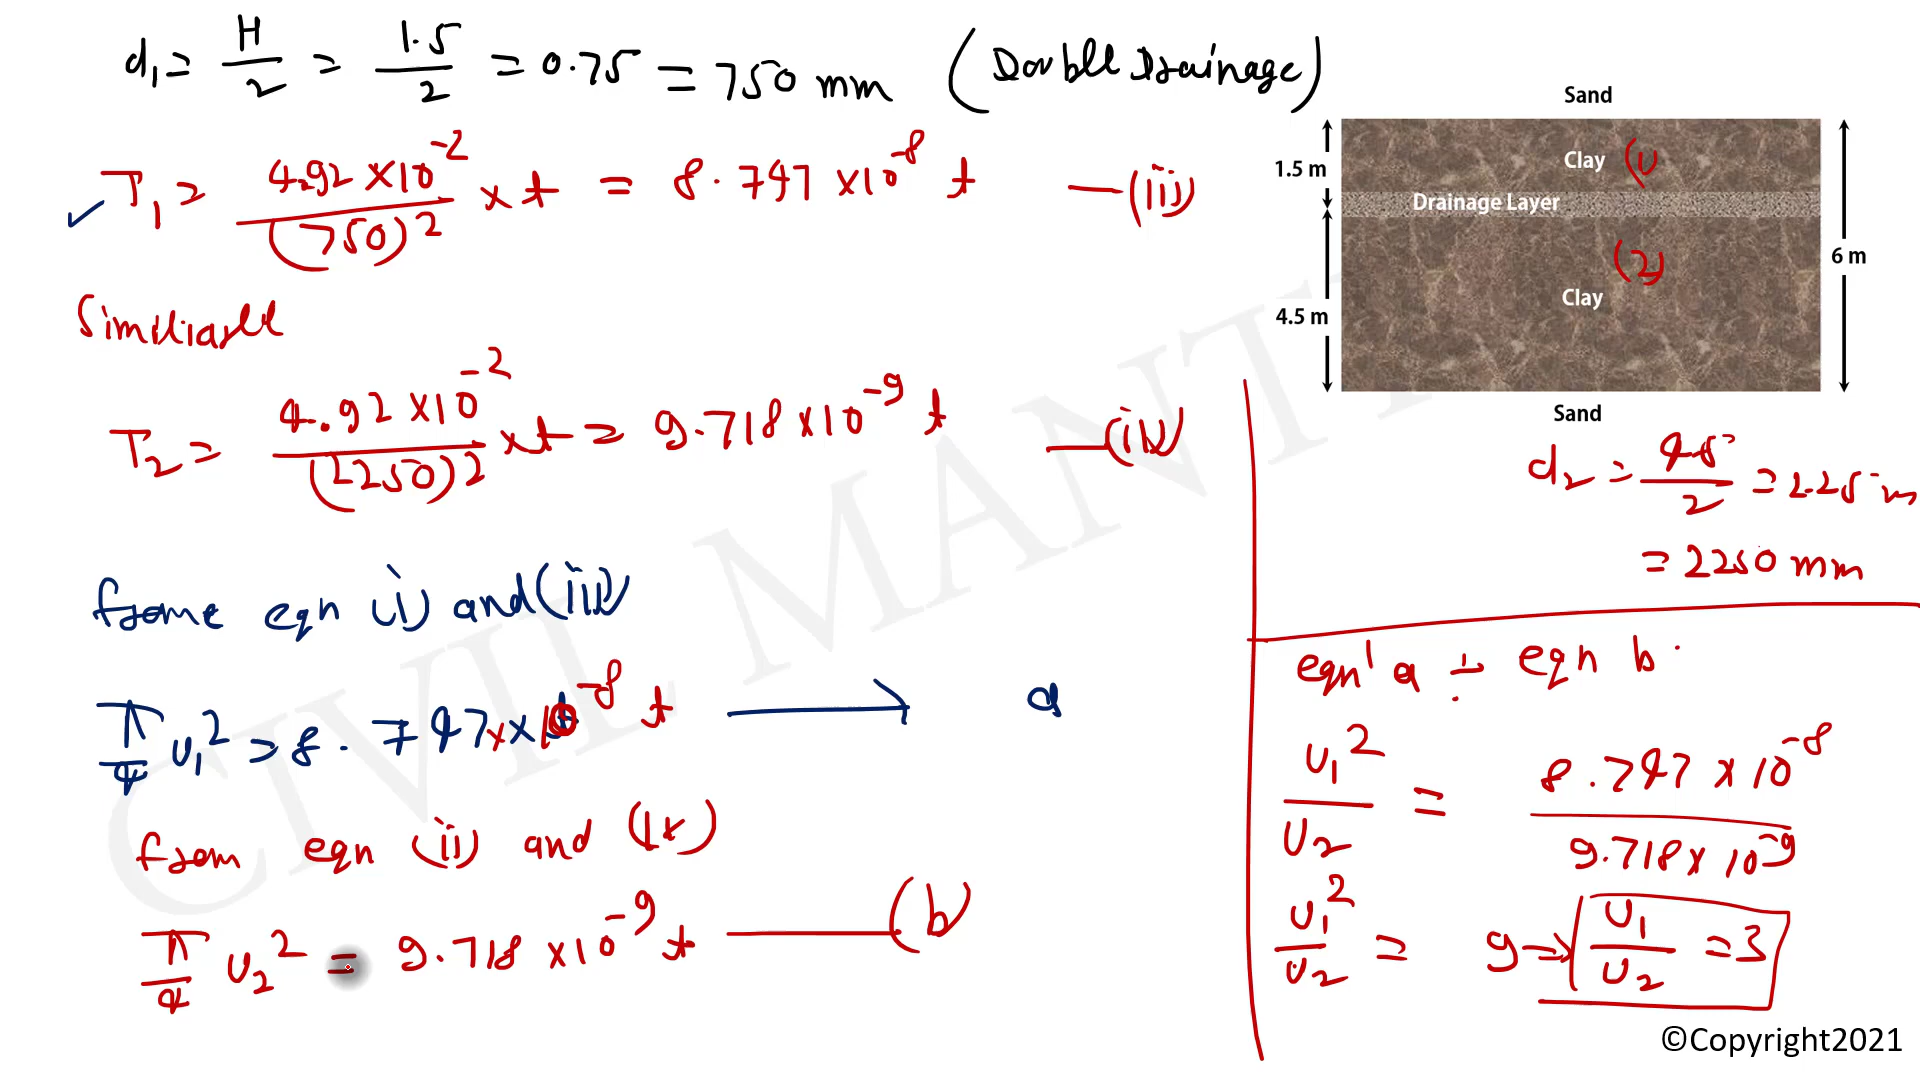 d₁ = H/2 = 1.5/2 = 0.75 = 750 mm (Double Drainage)
T₁ = 4.92 × 10⁻²/(750)² × t = 8.747 × 10⁻⁸ t —(iii)
T₂ = 4.92 × 10⁻²/(2250)² × t = 9.718 × 10⁻⁹ t —(iv)
frome eqn (i) and (iii)
π/4 U₁² = 8.747 × 10⁻⁸ t → a
from eqn (ii) and (iv)
π/4 U₂² = 9.718 × 10⁻⁹ t —(b)
Sand
1.5 m
Clay (1)
Drainage Layer
(2)
Clay
4.5 m
6 m
Sand
d₂ = 4.5/2 = 2.25 m
= 2250 mm
eqn a ÷ eqn b
U₁²/U₂ = 8.747 × 10⁻⁸/9.718 × 10⁻⁹
U₁²/U₂ = 9 → U₁/U₂ = 3
CIVIL MANT
©Copyright2021